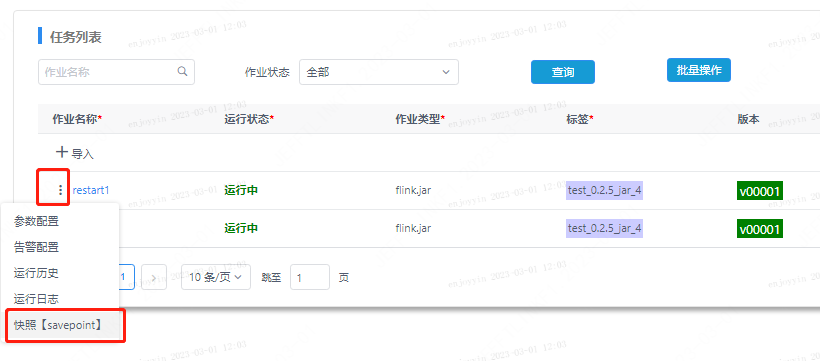 任务列表
作业名称 作业状态 全部 查询 批量操作
作业名称* 运行状态* 作业类型* 标签* 版本
导入
restart1 运行中 flink.jar test_0.2.5_jar_4 v00001
运行中 flink.jar test_0.2.5_jar_4 v00001
参数配置
告警配置
运行历史
运行日志
快照【savepoint】
1 10 条/页 跳至 1 页
enjoyyin 2023-02-01 12:01